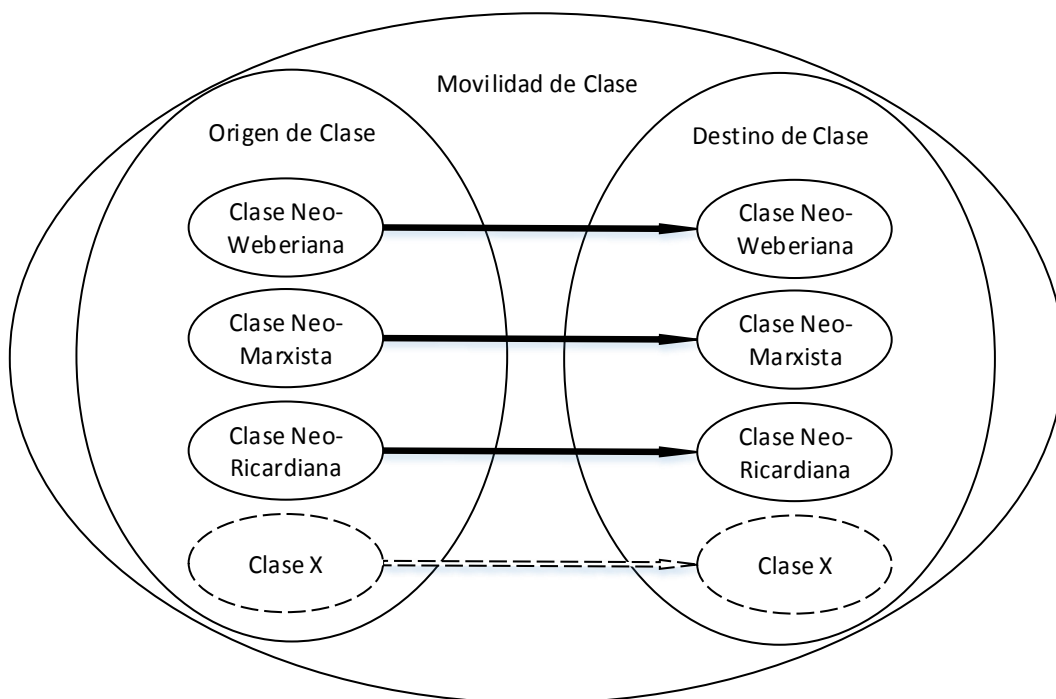 Movilidad de Clase
Origen de Clase
Destino de Clase
Clase Neo-
Weberiana
Clase Neo-
Weberiana
Clase Neo-
Marxista
Clase Neo-
Marxista
Clase Neo-
Ricardiana
Clase Neo-
Ricardiana
Clase X
Clase X